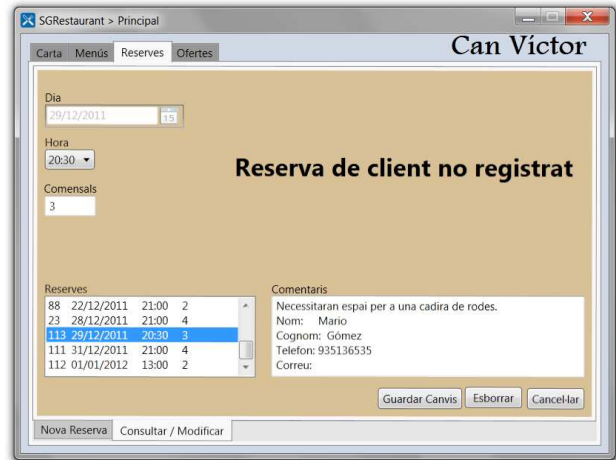 SGRestaurant > Principal
Can Víctor
Carta Menús Reserves Ofertes
Dia
29/12/2011 15
Hora
20:30
Reserva de client no registrat
Comensals
3
Reserves
88 22/12/2011 21:00 2
23 28/12/2011 21:00 4
113 29/12/2011 20:30 3
111 31/12/2011 21:00 4
112 01/01/2012 13:00 2
Comentaris
Necessitaran espai per a una cadira de rodes.
Nom: Mario
Cognom: Gómez
Telefon: 935136535
Correu:
Guardar Canvis Esborrar Cancel·lar
Nova Reserva Consultar / Modificar